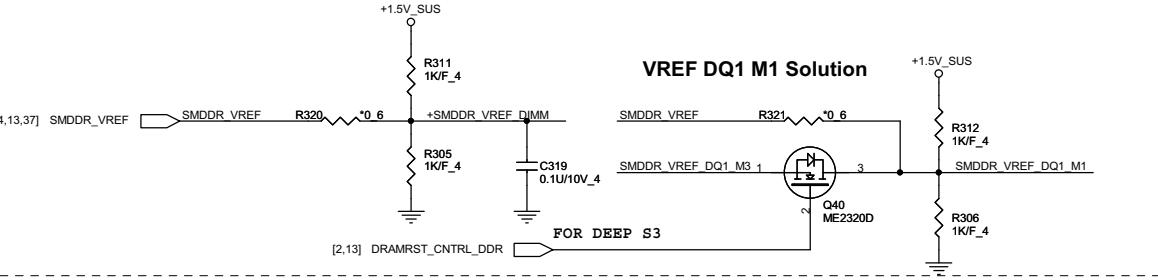 +1.5V_SUS
R311
1K/F_4
4,13,37] SMDDR_VREF
SMDDR_VREF
R320
*0_6
+SMDDR_VREF_DIMM
R305
1K/F_4
C319
0.1U/10V_4
VREF DQ1 M1 Solution
+1.5V_SUS
SMDDR_VREF
R321
*0_6
R312
1K/F_4
SMDDR_VREF_DQ1_M3
1
3
SMDDR_VREF_DQ1_M1
2
Q40
ME2320D
R306
1K/F_4
FOR DEEP S3
[2,13] DRAMRST_CNTRL_DDR